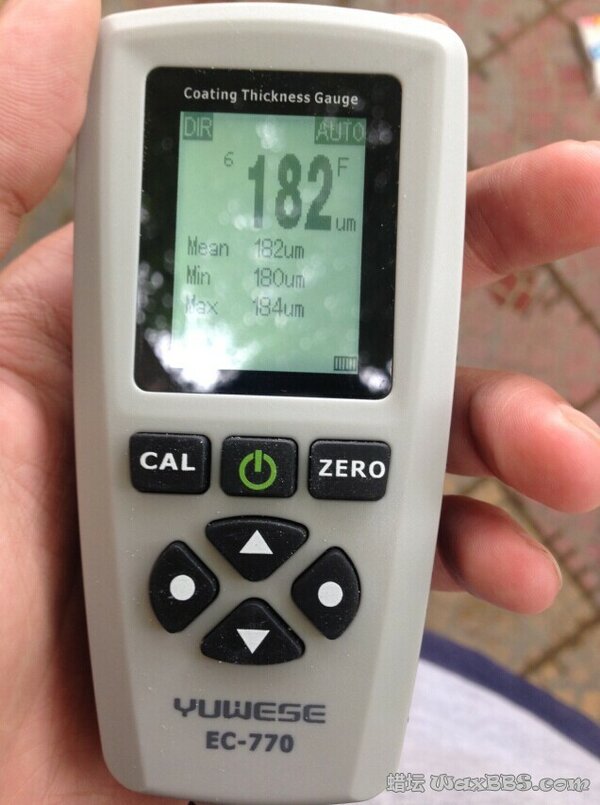 Coating Thickness Gauge
DIR AUTO
6 182 F um
Mean 182um
Min 180um
Max 184um
CAL ZERO
YUWESE
EC-770
蜡坛 WaxBBS.com